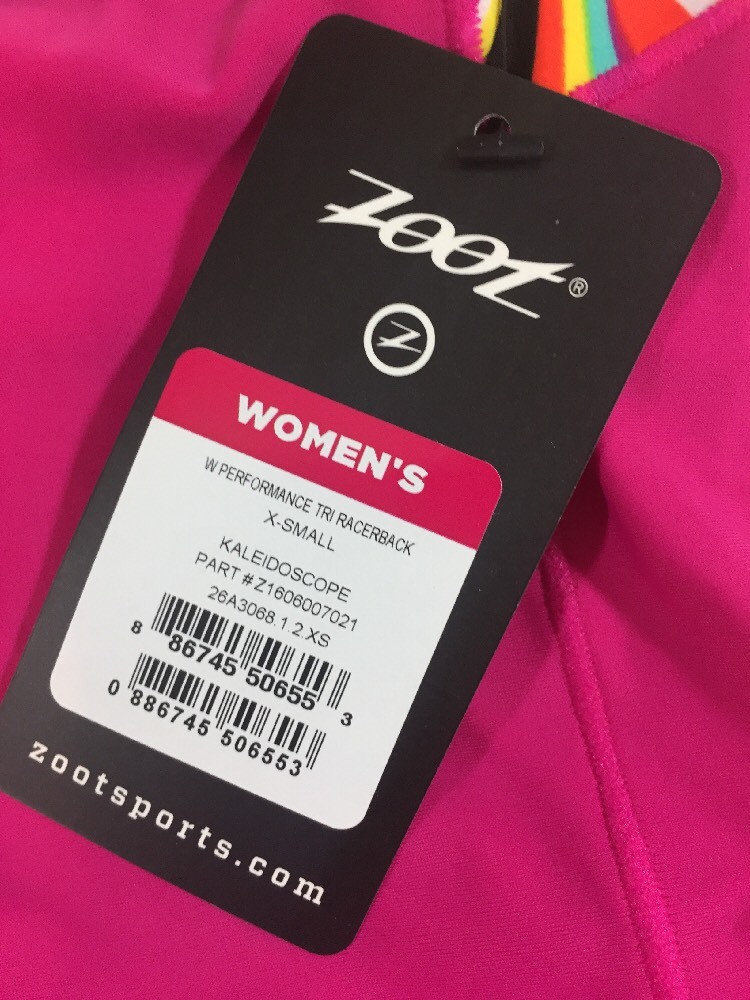 zoot®
Z
WOMEN'S
W PERFORMANCE TRI RACERBACK
X-SMALL
KALEIDOSCOPE
PART #Z1606007021
26A3068.1.2.XS
8 86745 50655 3
0 886745 506553
zootsports.com